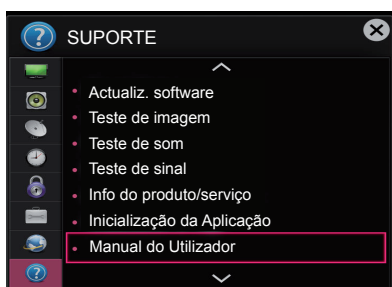 SUPORTE
Actualiz. software
Teste de imagem
Teste de som
Teste de sinal
Info do produto/serviço
Inicialização da Aplicação
Manual do Utilizador